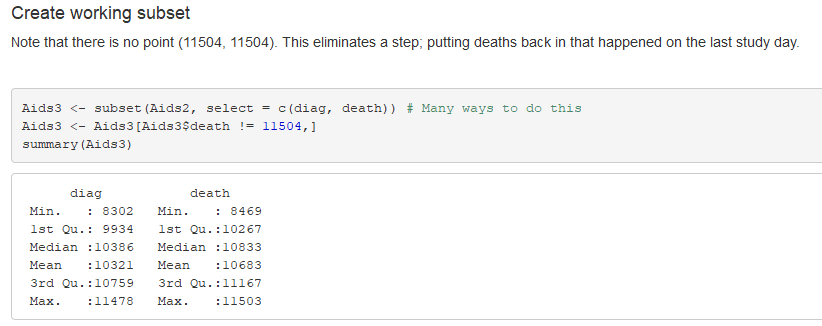 Create working subset
Note that there is no point (11504, 11504). This eliminates a step; putting deaths back in that happened on the last study day.
Aids3 <- subset(Aids2, select = c(diag, death)) # Many ways to do this
Aids3 <- Aids3[Aids3$death != 11504,]
summary(Aids3)
diag death
Min. : 8302 Min. : 8469
1st Qu.: 9934 1st Qu.:10267
Median :10386 Median :10833
Mean :10321 Mean :10683
3rd Qu.:10759 3rd Qu.:11167
Max. :11478 Max. :11503